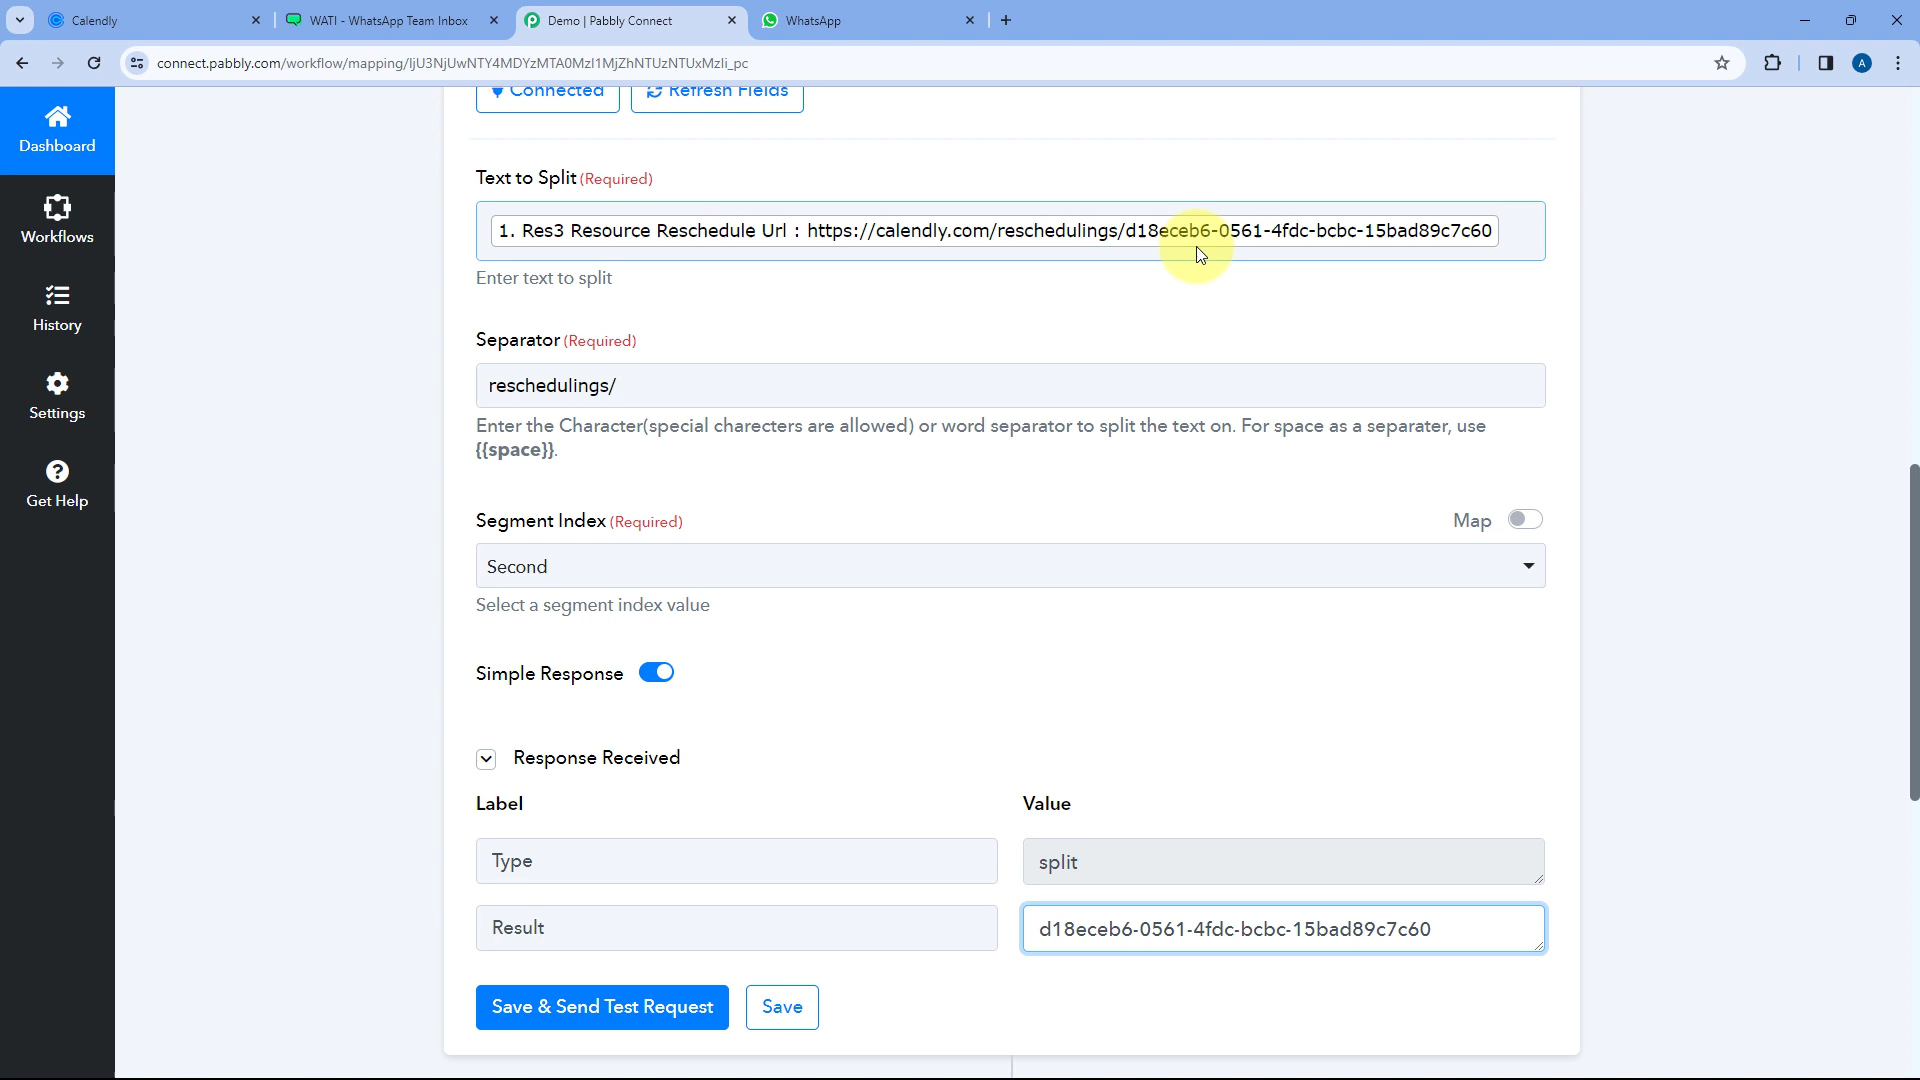 Calendly
WATI - WhatsApp Team Inbox
Demo | Pabbly Connect
WhatsApp
connect.pabbly.com/workflow/mapping/IjU3NjUwNTY4MDYzMTA0MzI1MjZhNTUzNTUxMzIi_pc
A
Connected
Refresh Fields
Dashboard
Workflows
History
Settings
Get Help
Text to Split (Required)
1. Res3 Resource Reschedule Url : https://calendly.com/reschedulings/d18eceb6-0561-4fdc-bcbc-15bad89c7c60
Enter text to split
Separator (Required)
reschedulings/
Enter the Character(special charecters are allowed) or word separator to split the text on. For space as a separater, use
{{space}}.
Segment Index (Required)
Map
Second
Select a segment index value
Simple Response
Response Received
Label
Value
Type
split
Result
d18eceb6-0561-4fdc-bcbc-15bad89c7c60
Save & Send Test Request
Save